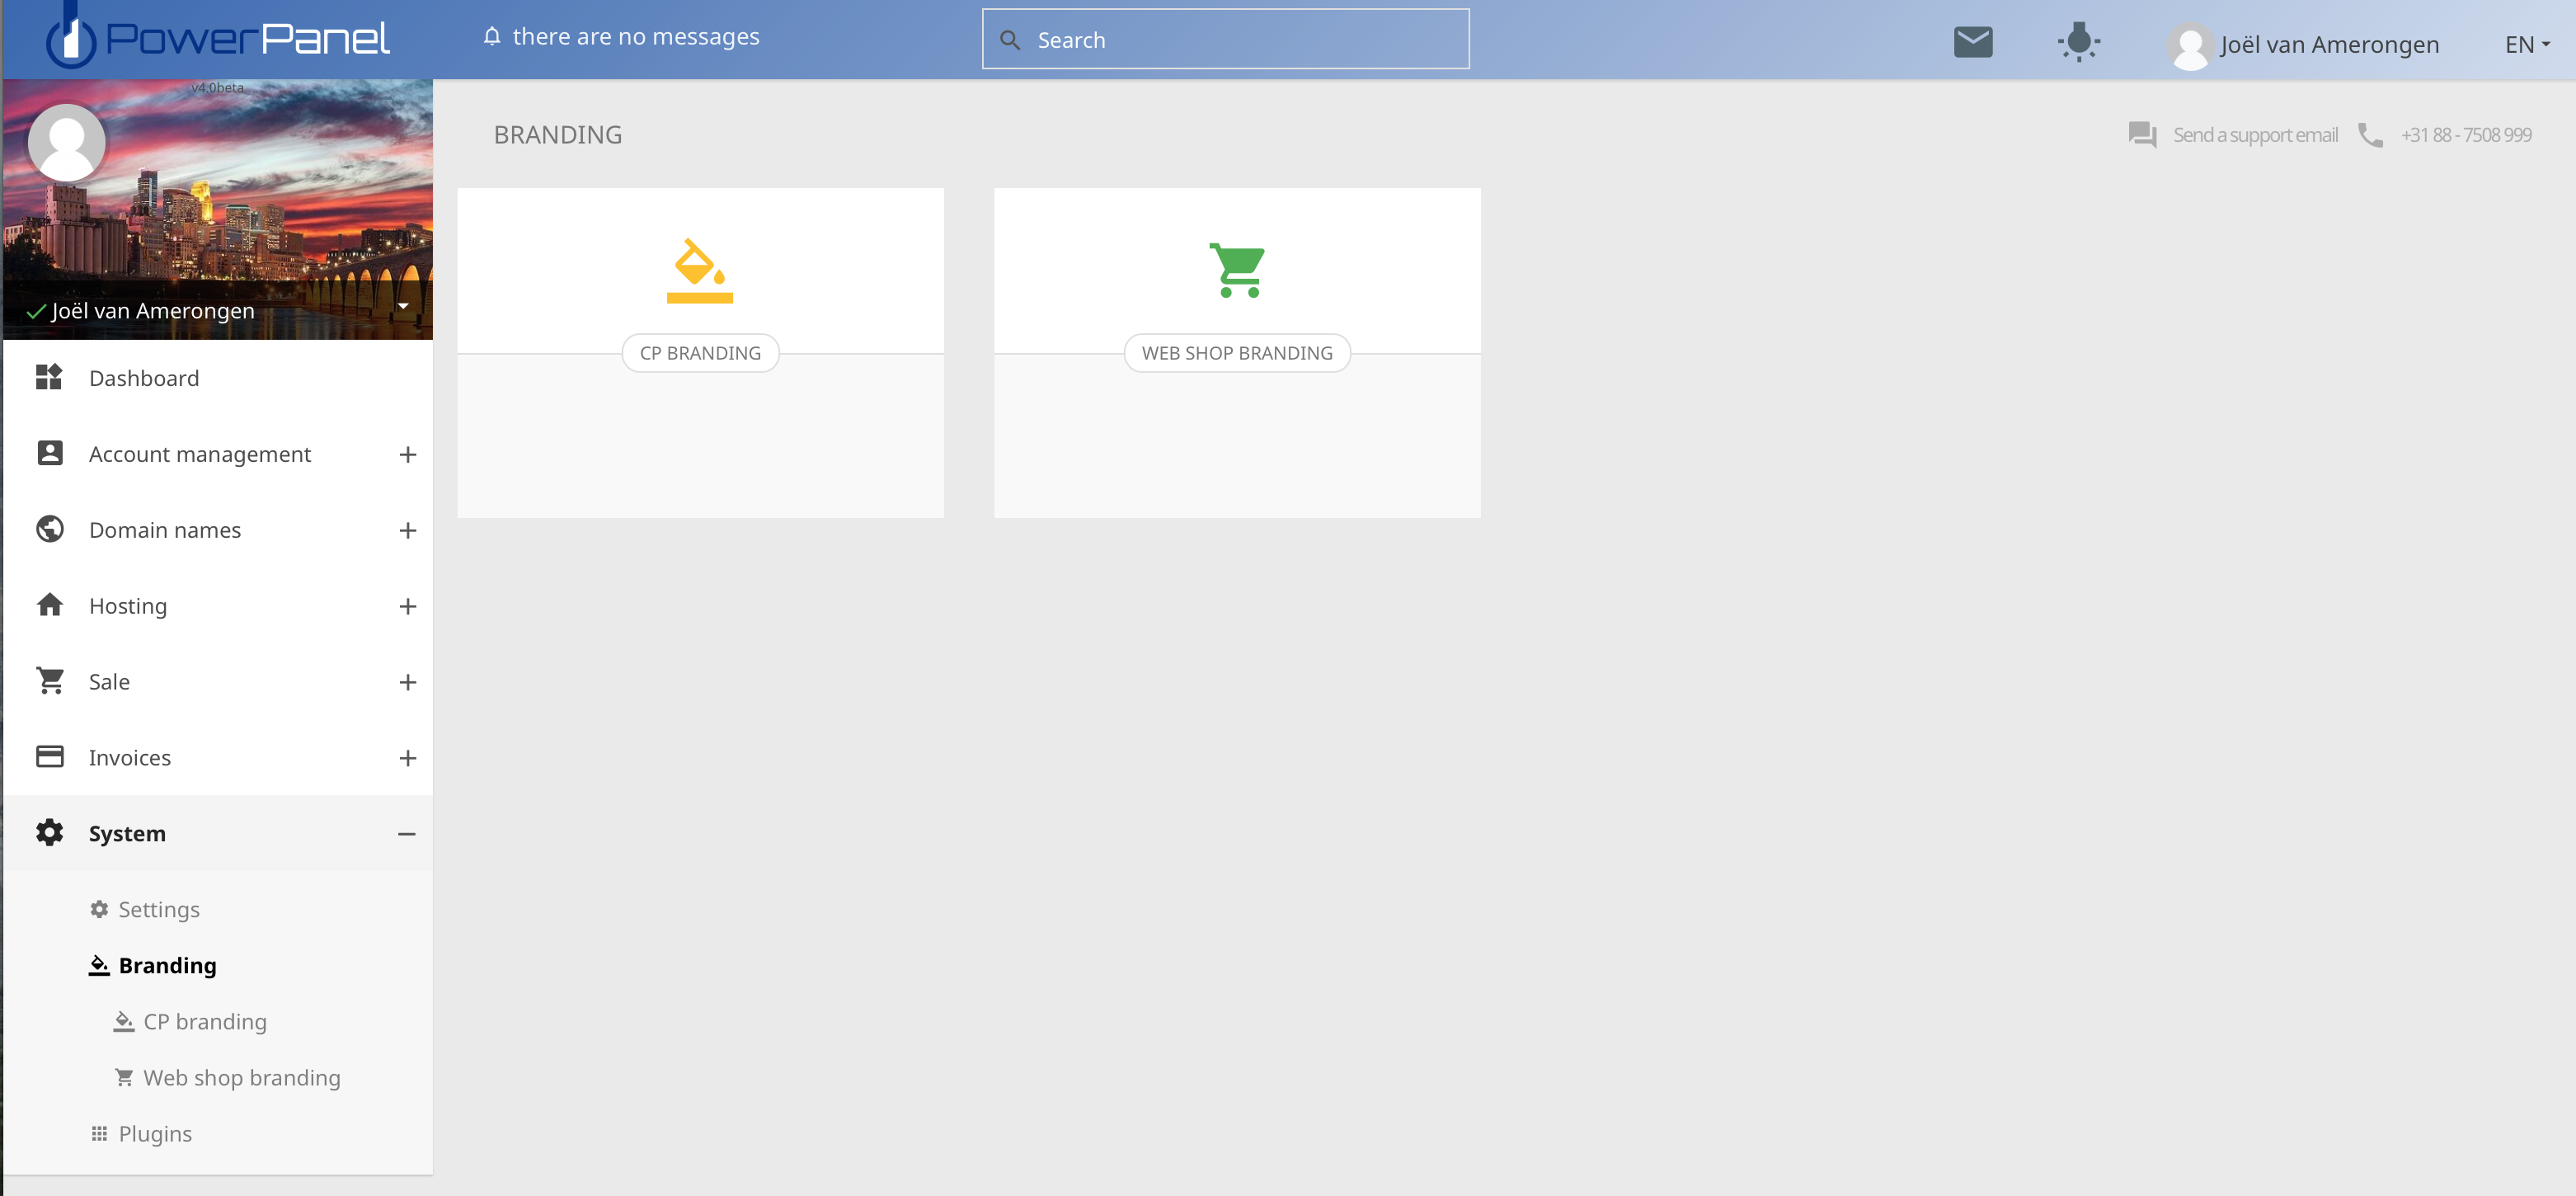 PowerPanel
there are no messages
Search
Joël van Amerongen
EN
v4.0beta
Joël van Amerongen
BRANDING
Send a support email
+31 88 - 7508 999
CP BRANDING
WEB SHOP BRANDING
Dashboard
Account management
Domain names
Hosting
Sale
Invoices
System
Settings
Branding
CP branding
Web shop branding
Plugins